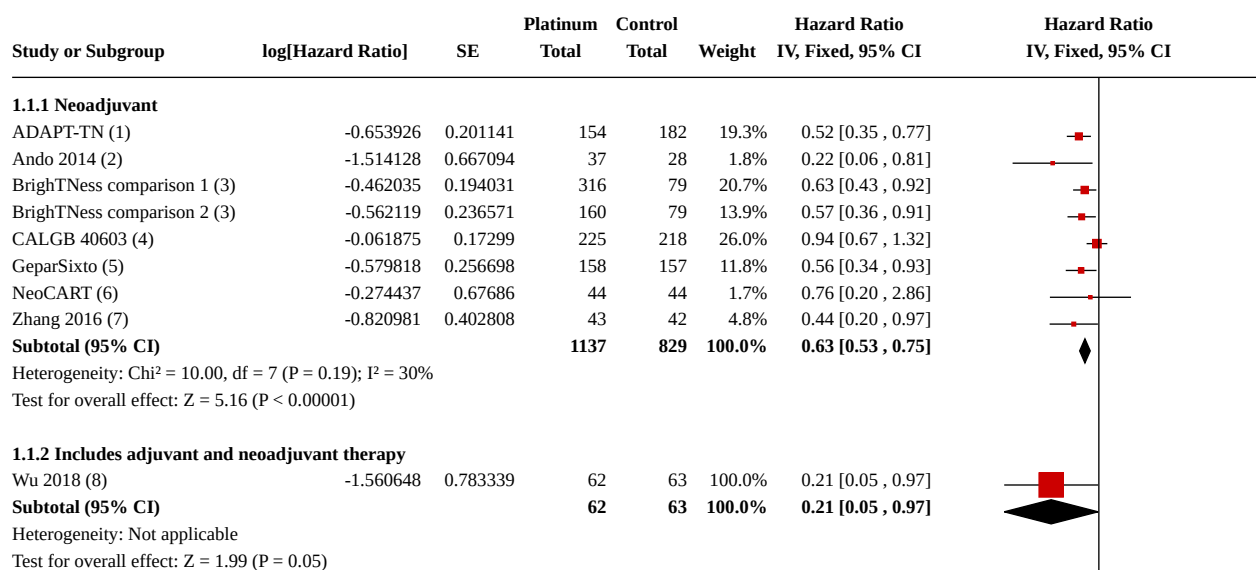 Platinum Control Hazard Ratio Hazard Ratio
Study or Subgroup log[Hazard Ratio] SE Total Total Weight IV, Fixed, 95% CI IV, Fixed, 95% CI
1.1.1 Neoadjuvant
ADAPT-TN (1) -0.653926 0.201141 154 182 19.3% 0.52 [0.35 , 0.77]
Ando 2014 (2) -1.514128 0.667094 37 28 1.8% 0.22 [0.06 , 0.81]
BrighTNess comparison 1 (3) -0.462035 0.194031 316 79 20.7% 0.63 [0.43 , 0.92]
BrighTNess comparison 2 (3) -0.562119 0.236571 160 79 13.9% 0.57 [0.36 , 0.91]
CALGB 40603 (4) -0.061875 0.17299 225 218 26.0% 0.94 [0.67 , 1.32]
GeparSixto (5) -0.579818 0.256698 158 157 11.8% 0.56 [0.34 , 0.93]
NeoCART (6) -0.274437 0.67686 44 44 1.7% 0.76 [0.20 , 2.86]
Zhang 2016 (7) -0.820981 0.402808 43 42 4.8% 0.44 [0.20 , 0.97]
Subtotal (95% CI) 1137 829 100.0% 0.63 [0.53 , 0.75]
Heterogeneity: Chi² = 10.00, df = 7 (P = 0.19); I² = 30%
Test for overall effect: Z = 5.16 (P < 0.00001)
1.1.2 Includes adjuvant and neoadjuvant therapy
Wu 2018 (8) -1.560648 0.783339 62 63 100.0% 0.21 [0.05 , 0.97]
Subtotal (95% CI) 62 63 100.0% 0.21 [0.05 , 0.97]
Heterogeneity: Not applicable
Test for overall effect: Z = 1.99 (P = 0.05)